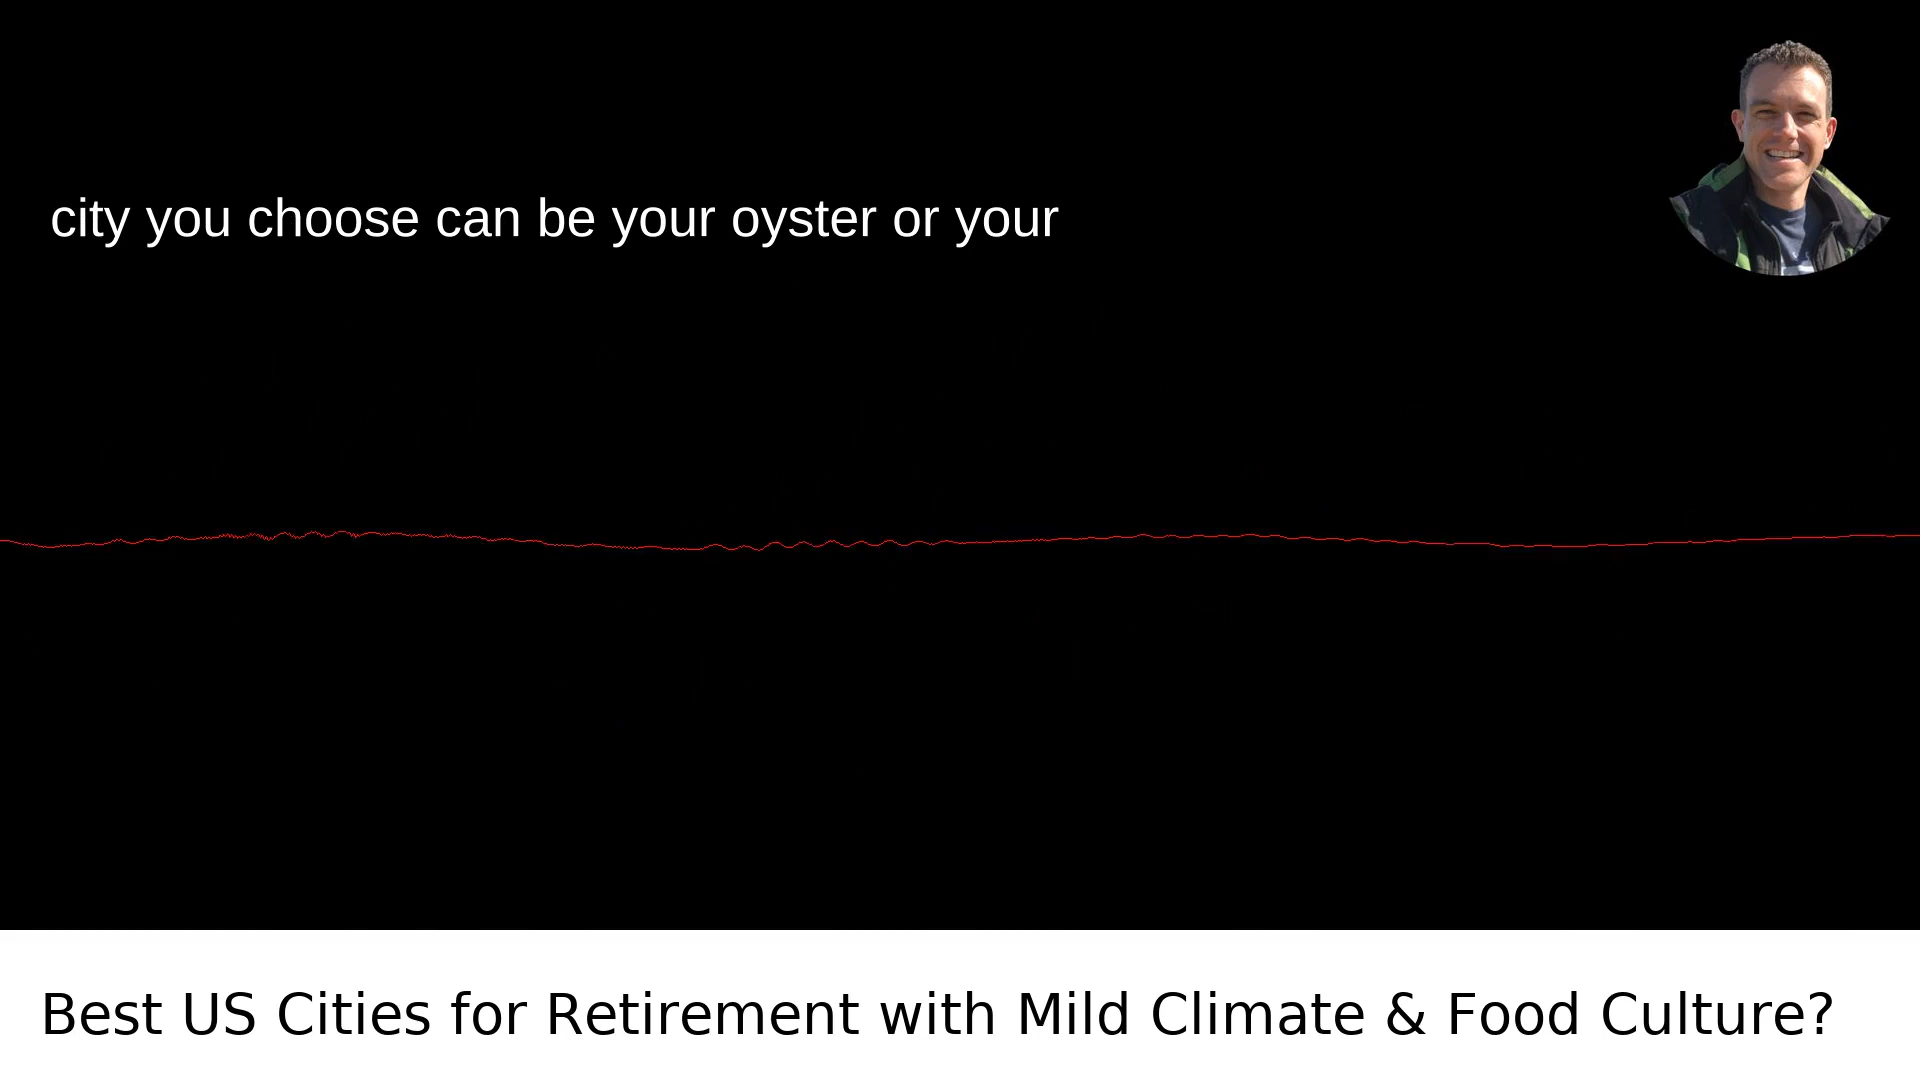 city you choose can be your oyster or your
Best US Cities for Retirement with Mild Climate & Food Culture?